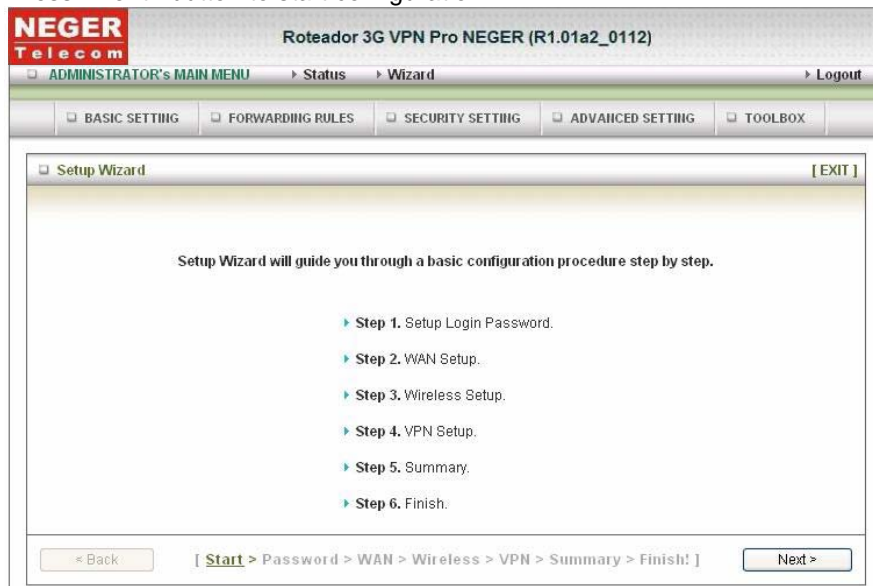 NEGER
Telecom
Roteador 3G VPN Pro NEGER (R1.01a2_0112)
ADMINISTRATOR's MAIN MENU Status Wizard Logout
BASIC SETTING FORWARDING RULES SECURITY SETTING ADVANCED SETTING TOOLBOX
Setup Wizard [ EXIT ]
Setup Wizard will guide you through a basic configuration procedure step by step.
Step 1. Setup Login Password.
Step 2. WAN Setup.
Step 3. Wireless Setup.
Step 4. VPN Setup.
Step 5. Summary.
Step 6. Finish.
< Back [ Start > Password > WAN > Wireless > VPN > Summary > Finish! ] Next >